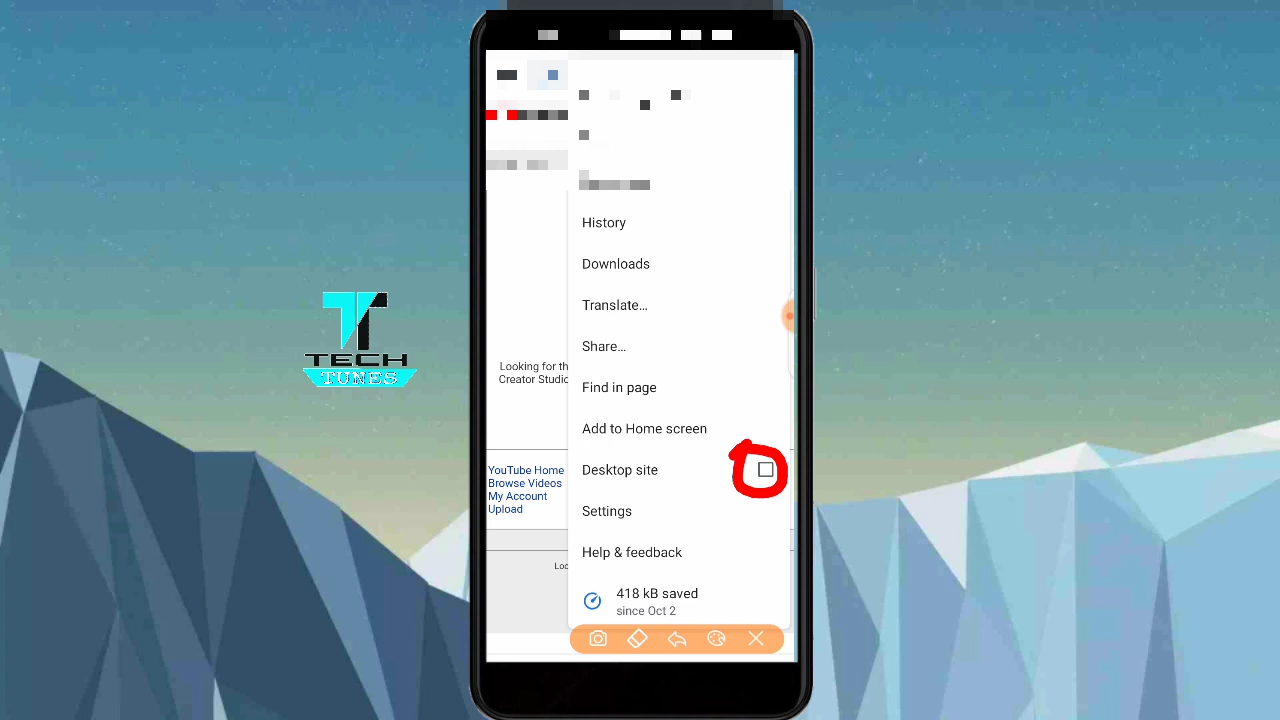 TECH
TUNES
History
Downloads
Translate...
Share...
Find in page
Add to Home screen
Desktop site
Settings
Help & feedback
418 kB saved
since Oct 2
Looking for th
Creator Studio
YouTube Home
Browse Videos
My Account
Upload
Loo